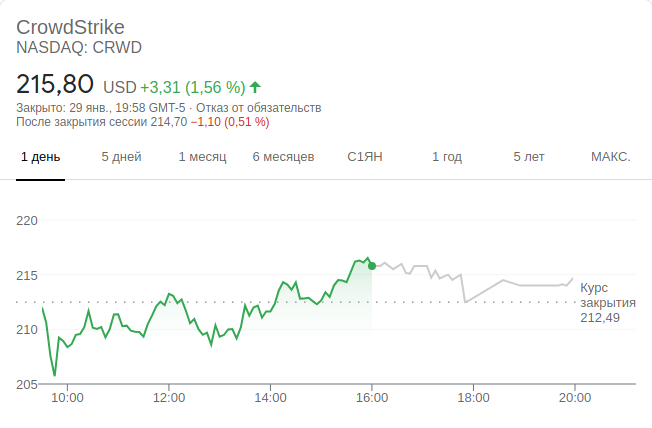 CrowdStrike
NASDAQ: CRWD
215,80 USD +3,31 (1,56 %)
Закрыто: 29 янв., 19:58 GMT-5 · Отказ от обязательств
После закрытия сессии 214,70 −1,10 (0,51 %)
1 день 5 дней 1 месяц 6 месяцев С1ЯН 1 год 5 лет МАКС.
220
215
210
205
Курс
закрытия
212,49
10:00 12:00 14:00 16:00 18:00 20:00